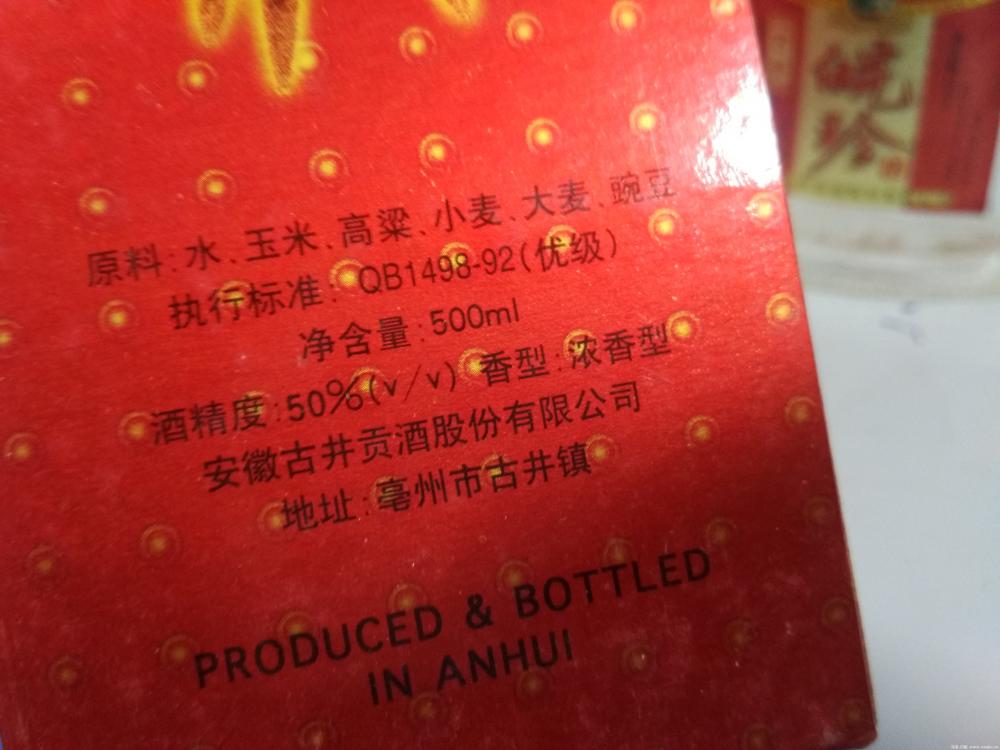 原料:水、玉米、高粱、小麦、大麦、豌豆
执行标准: QB1498-92(优级)
净含量:500ml
酒精度:50%(v/v) 香型:浓香型
安徽古井贡酒股份有限公司
地址:亳州市古井镇
PRODUCED & BOTTLED
IN ANHUI